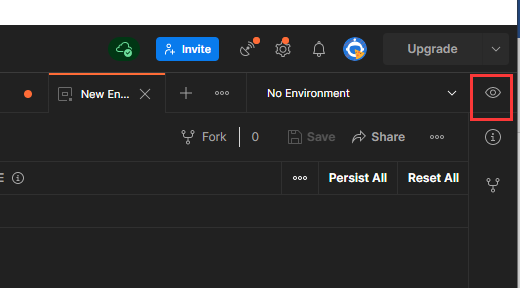 Invite
Upgrade
New En...
No Environment
Fork
0
Save
Share
Persist All
Reset All